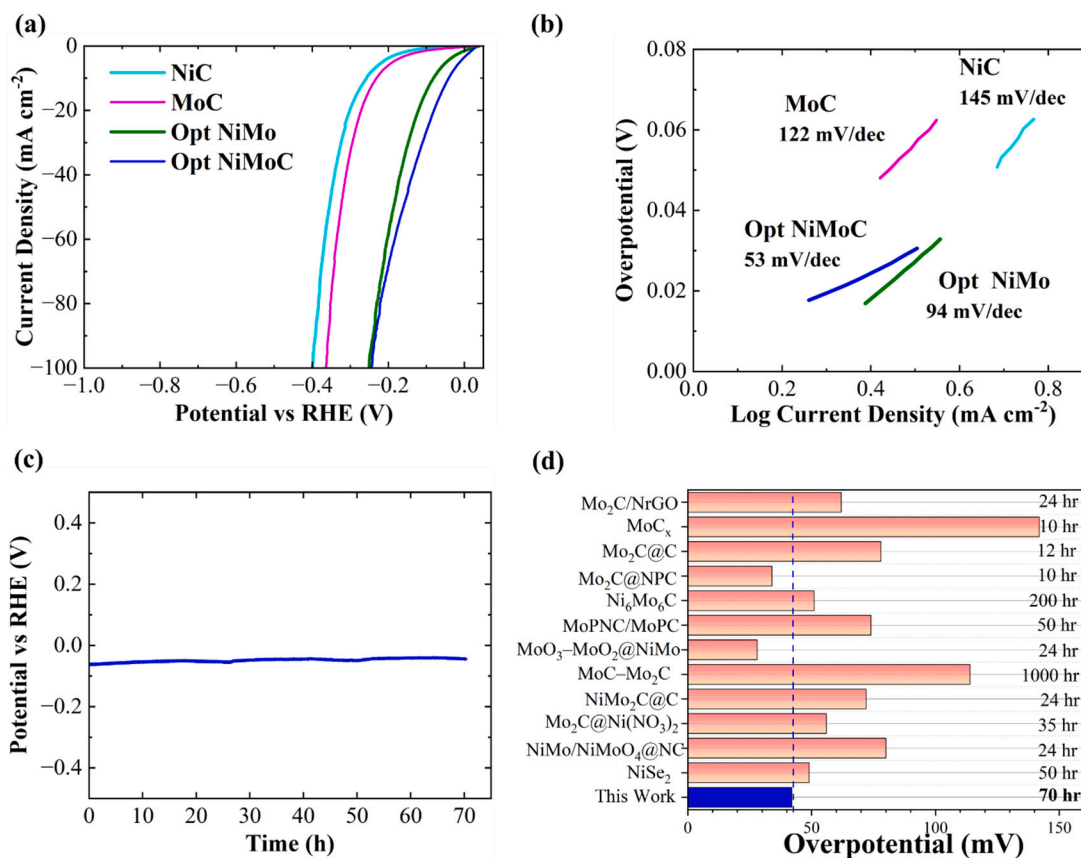 (a)
0
−20
−40
−60
−80
−100
Current Density (mA cm⁻²)
NiC
MoC
Opt NiMo
Opt NiMoC
−1.0 −0.8 −0.6 −0.4 −0.2 0.0
Potential vs RHE (V)
(b)
0.08
0.06
0.04
0.02
0.00
Overpotential (V)
NiC
145 mV/dec
MoC
122 mV/dec
Opt NiMoC
53 mV/dec
Opt NiMo
94 mV/dec
0.0 0.2 0.4 0.6 0.8
Log Current Density (mA cm⁻²)
(c)
0.4
0.2
0.0
−0.2
−0.4
Potential vs RHE (V)
0 10 20 30 40 50 60 70
Time (h)
(d)
Mo₂C/NrGO 24 hr
MoCₓ 10 hr
Mo₂C@C 12 hr
Mo₂C@NPC 10 hr
Ni₆Mo₆C 200 hr
MoPNC/MoPC 50 hr
MoO₃−MoO₂@NiMo 24 hr
MoC−Mo₂C 1000 hr
NiMo₂C@C 24 hr
Mo₂C@Ni(NO₃)₂ 35 hr
NiMo/NiMoO₄@NC 24 hr
NiSe₂ 50 hr
This Work 70 hr
0 50 100 150
Overpotential (mV)